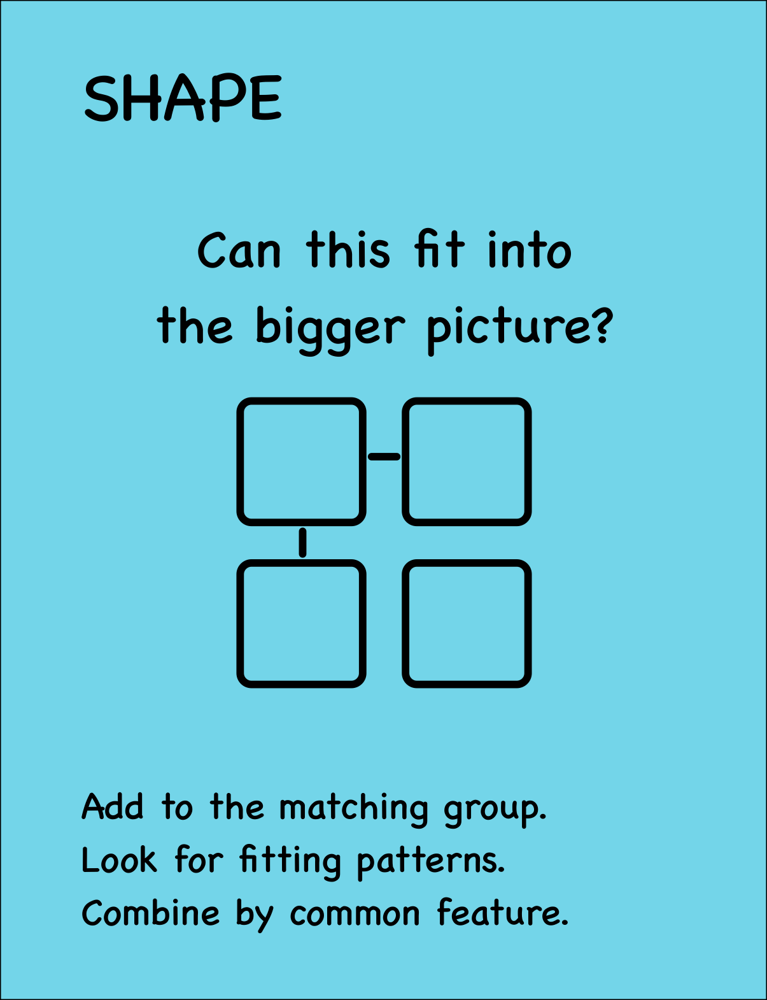 SHAPE
Can this fit into
the bigger picture?
Add to the matching group.
Look for fitting patterns.
Combine by common feature.